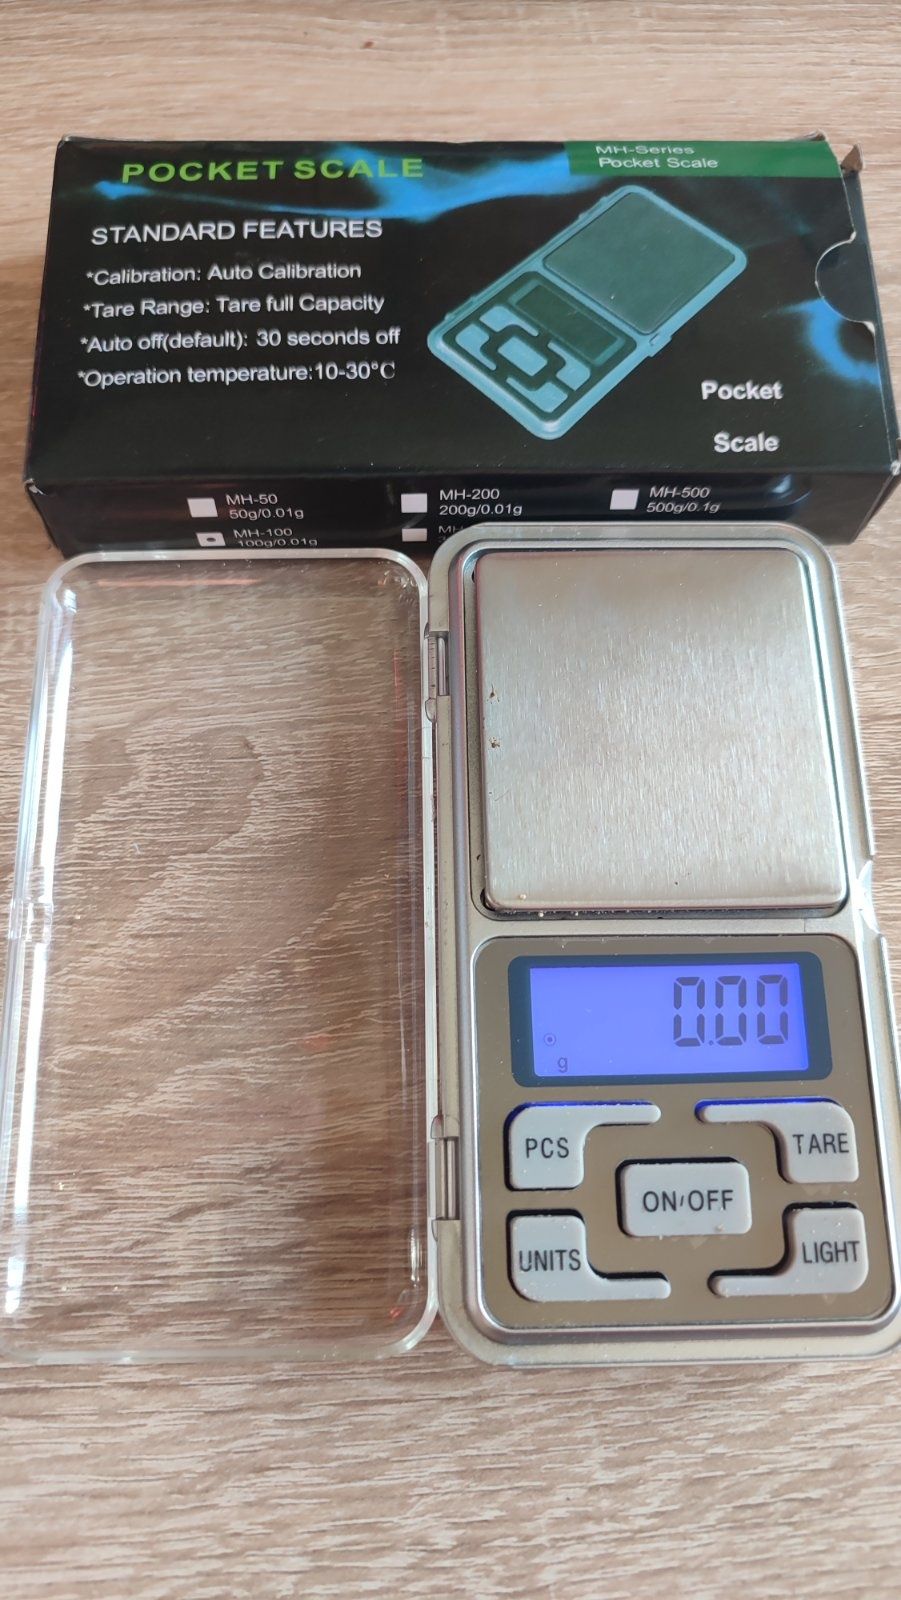 POCKET SCALE
MH-Series
Pocket Scale
STANDARD FEATURES
*Calibration: Auto Calibration
*Tare Range: Tare full Capacity
*Auto off(default): 30 seconds off
*Operation temperature:10-30°C
Pocket
Scale
MH-50
50g/0.01g
MH-200
200g/0.01g
MH-500
500g/0.1g
MH-100
100g/0.01g
0.00
g
PCS
TARE
ON/OFF
UNITS
LIGHT